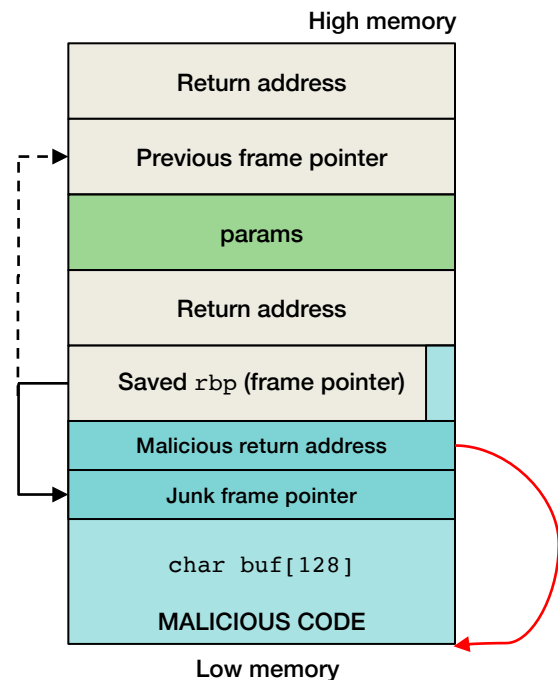 High memory
Return address
Previous frame pointer
params
Return address
Saved rbp (frame pointer)
Malicious return address
Junk frame pointer
char buf[128]
MALICIOUS CODE
Low memory